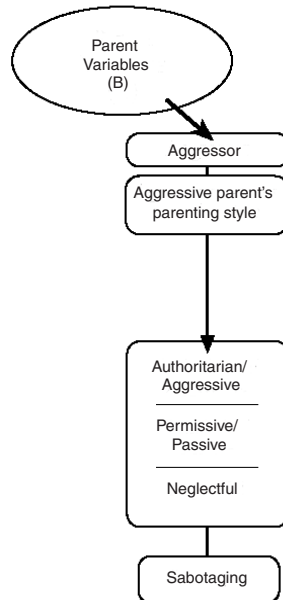 Parent
Variables
(B)
Aggressor
Aggressive parent's
parenting style
Authoritarian/
Aggressive
Permissive/
Passive
Neglectful
Sabotaging